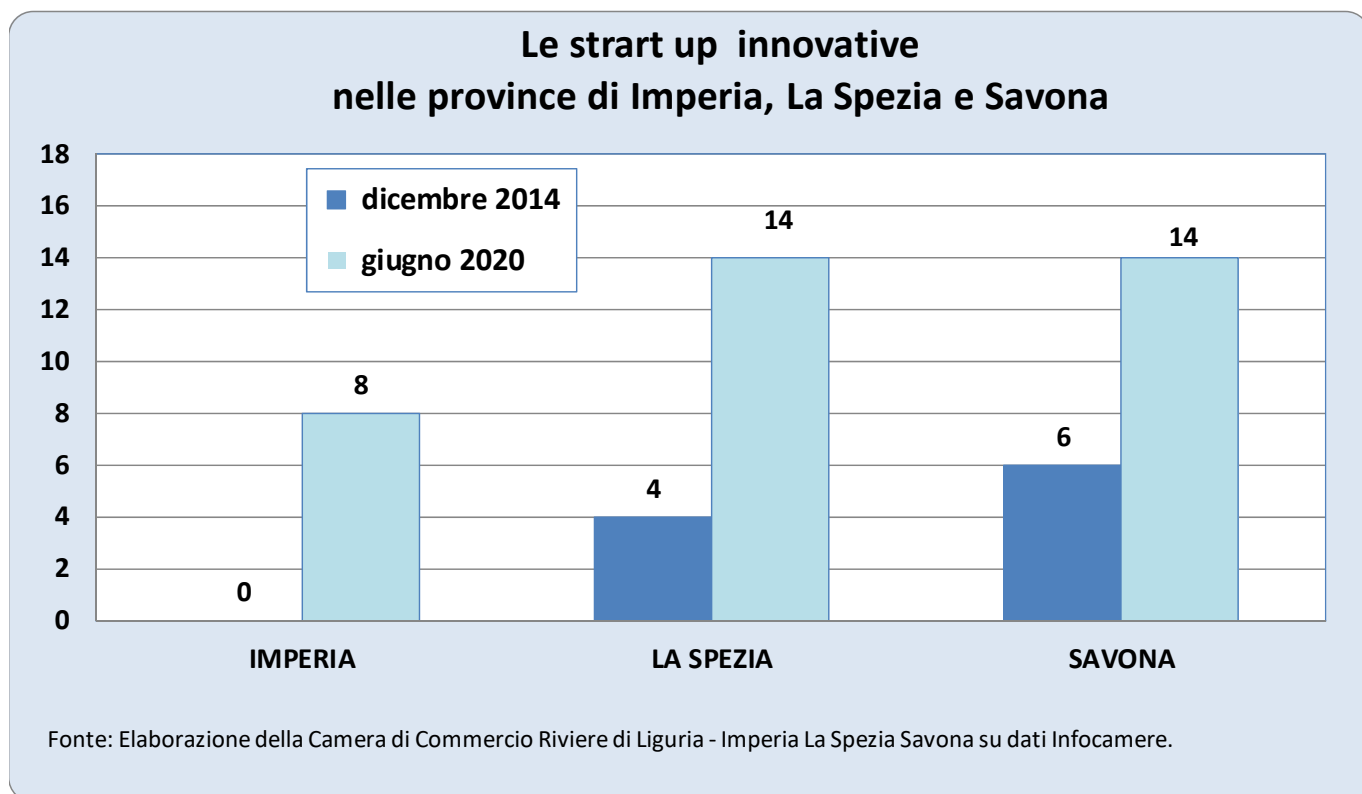 Le strart up innovative
nelle province di Imperia, La Spezia e Savona
18
16
14
12
10
8
6
4
2
0
dicembre 2014
giugno 2020
0
8
4
14
6
14
IMPERIA
LA SPEZIA
SAVONA
Fonte: Elaborazione della Camera di Commercio Riviere di Liguria - Imperia La Spezia Savona su dati Infocamere.